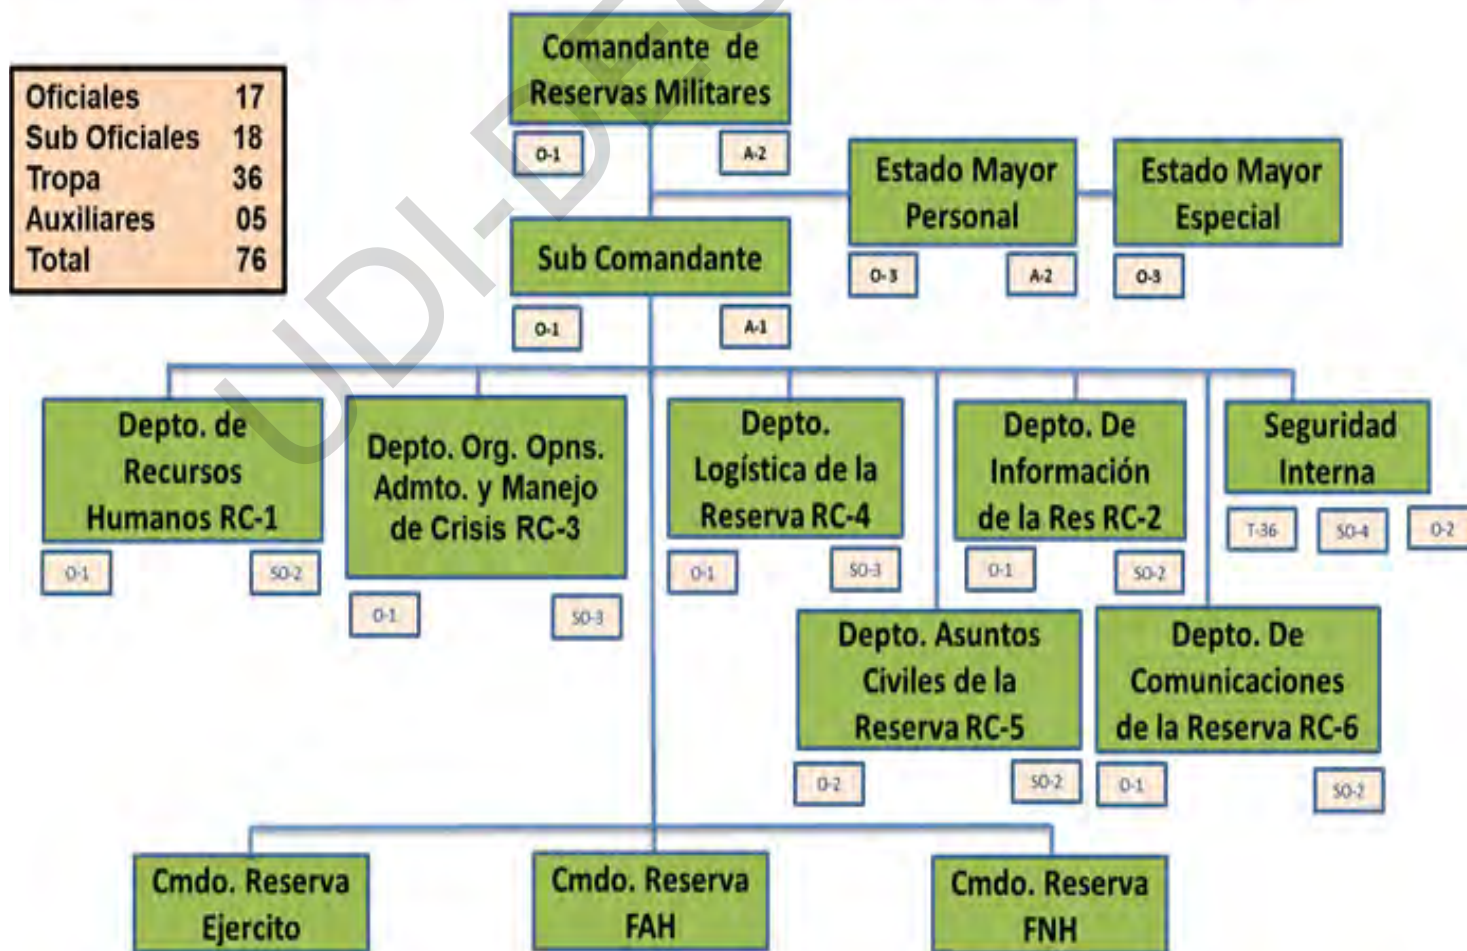 Comandante de
Reservas Militares
O-1 A-2
Oficiales 17
Sub Oficiales 18
Tropa 36
Auxiliares 05
Total 76
Estado Mayor
Personal
O-3 A-2
Estado Mayor
Especial
O-3
Sub Comandante
O-1 A-1
Depto. de
Recursos
Humanos RC-1
O-1 SO-2
Depto. Org. Opns.
Admto. y Manejo
de Crisis RC-3
O-1 SO-3
Depto.
Logística de la
Reserva RC-4
O-1 SO-3
Depto. De
Información
de la Res RC-2
O-1 SO-2
Seguridad
Interna
T-36 SO-4 O-2
Depto. Asuntos
Civiles de la
Reserva RC-5
O-2 SO-2
Depto. De
Comunicaciones
de la Reserva RC-6
O-1 SO-2
Cmdo. Reserva
Ejercito
Cmdo. Reserva
FAH
Cmdo. Reserva
FNH